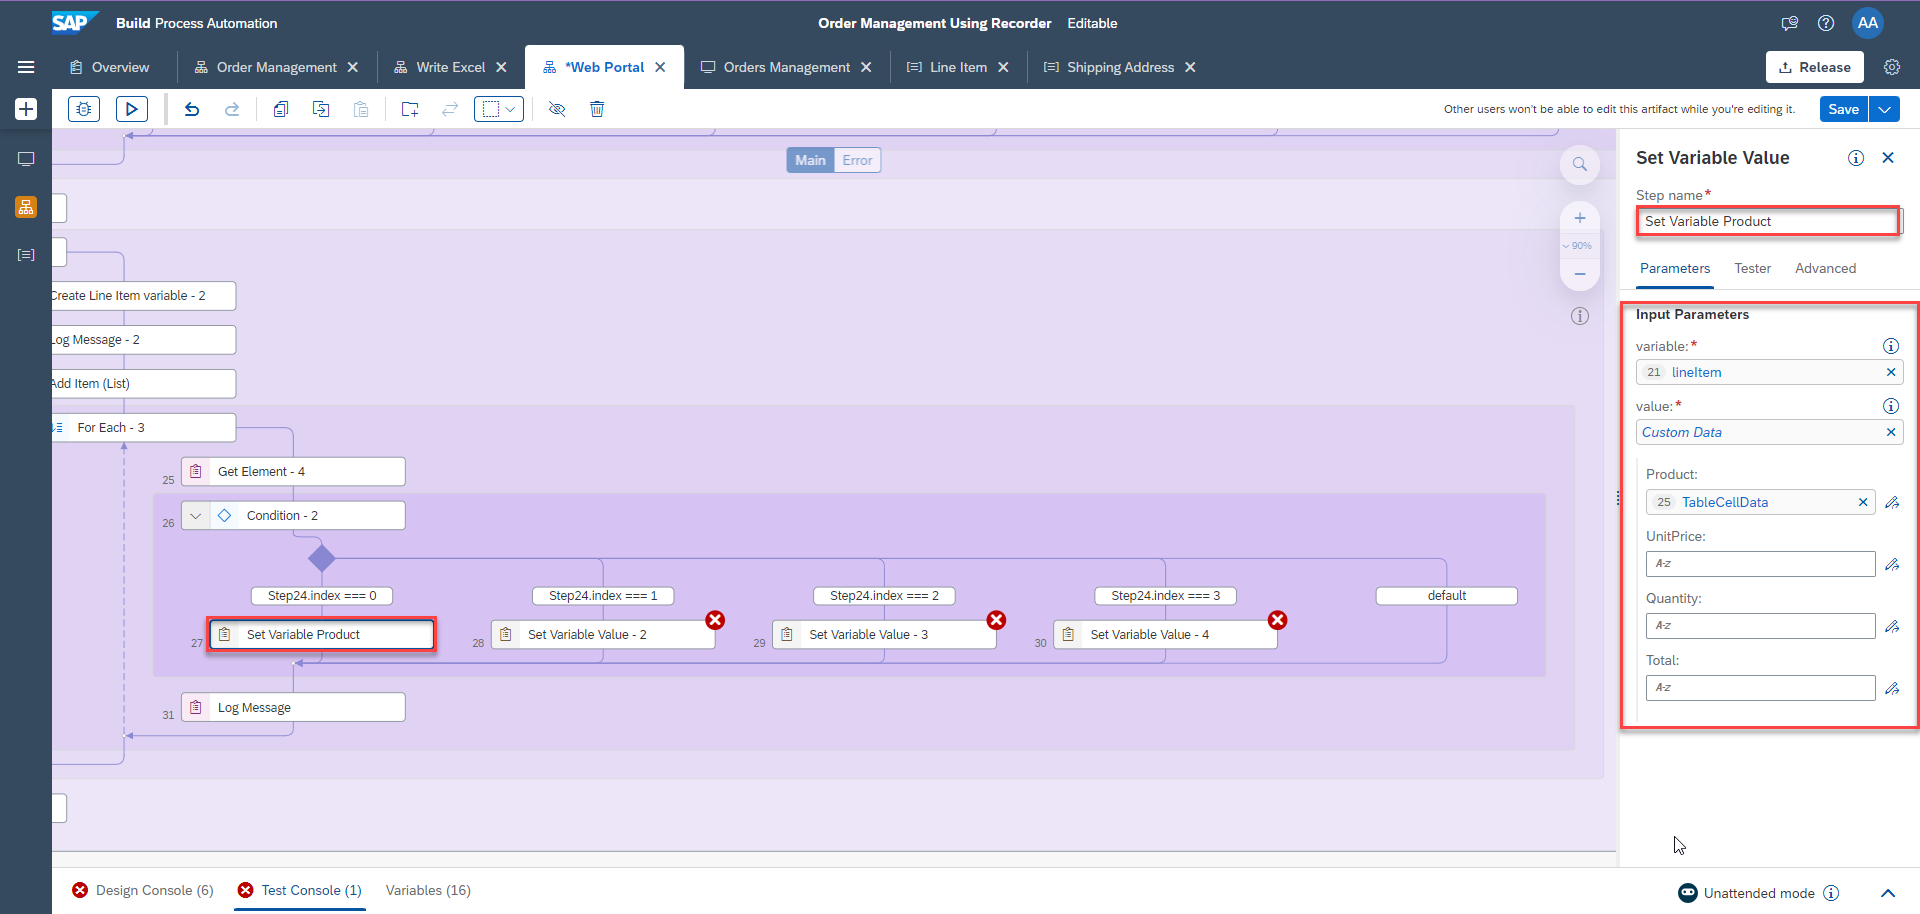 SAP Build Process Automation
Order Management Using Recorder Editable
AA
Overview
Order Management
Write Excel
*Web Portal
Orders Management
Line Item
Shipping Address
Release
Other users won't be able to edit this artifact while you're editing it.
Save
Main Error
90%
Create Line Item variable - 2
Log Message - 2
Add Item (List)
For Each - 3
25 Get Element - 4
26 Condition - 2
Step24.index === 0
Step24.index === 1
Step24.index === 2
Step24.index === 3
default
27 Set Variable Product
28 Set Variable Value - 2
29 Set Variable Value - 3
30 Set Variable Value - 4
31 Log Message
Set Variable Value
Step name*
Set Variable Product
Parameters Tester Advanced
Input Parameters
variable:*
21 lineItem
value:*
Custom Data
Product:
25 TableCellData
UnitPrice:
A-z
Quantity:
A-z
Total:
A-z
Design Console (6) Test Console (1) Variables (16)
Unattended mode